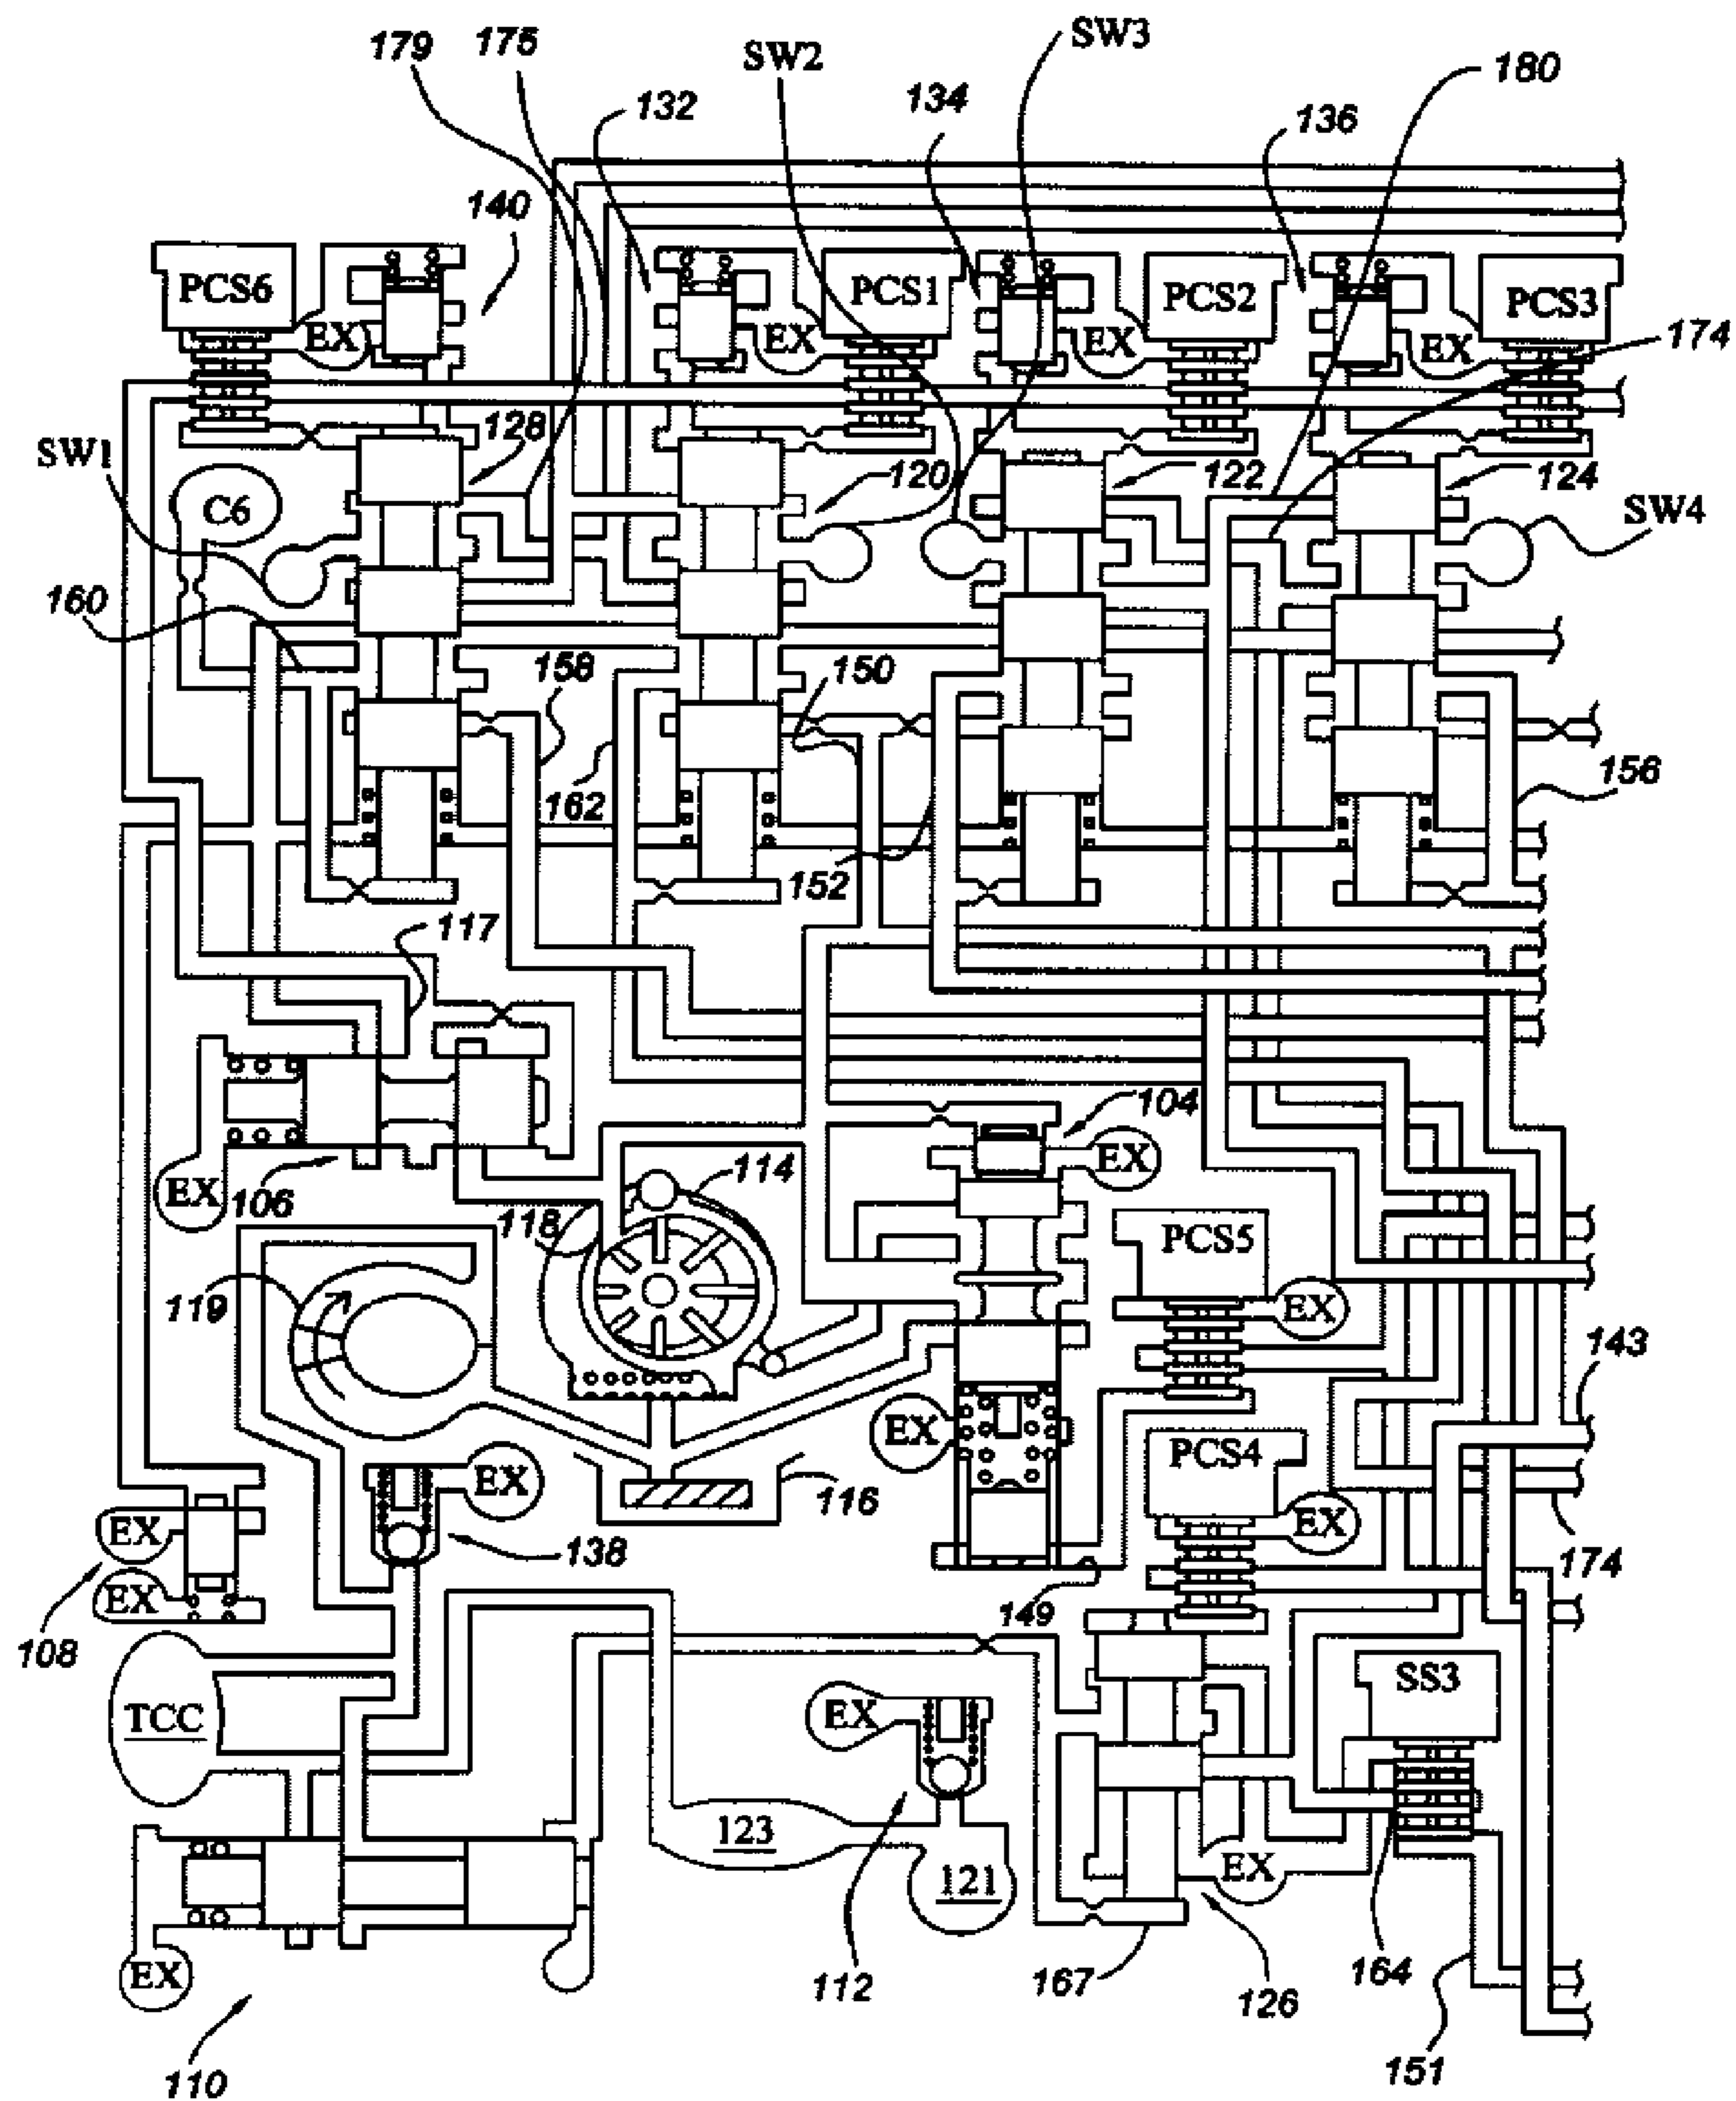 179
175
SW2
SW3
132
134
180
136
140
PCS6
PCS1
PCS2
PCS3
EX
EX
EX
EX
174
SW1
128
120
122
124
C6
SW4
160
158
150
162
156
152
117
104
EX
EX
106
114
118
PCS5
119
EX
143
EX
PCS4
EX
116
EX
EX
138
174
EX
108
149
SS3
TCC
EX
123
EX
121
164
EX
112
167
126
151
110